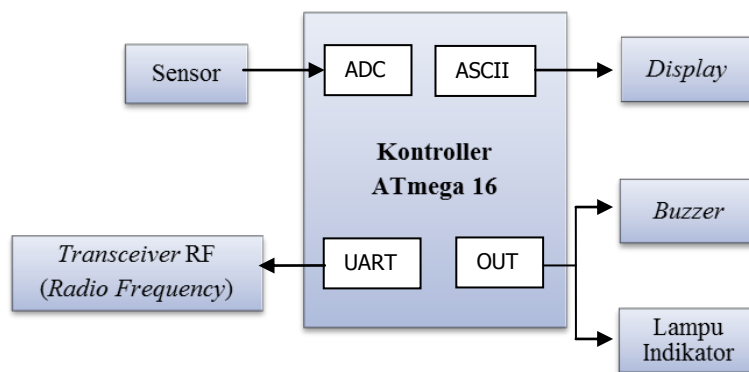 Sensor
ADC
ASCII
Display
Kontroller
ATmega 16
Buzzer
Transceiver RF
(Radio Frequency)
UART
OUT
Lampu
Indikator